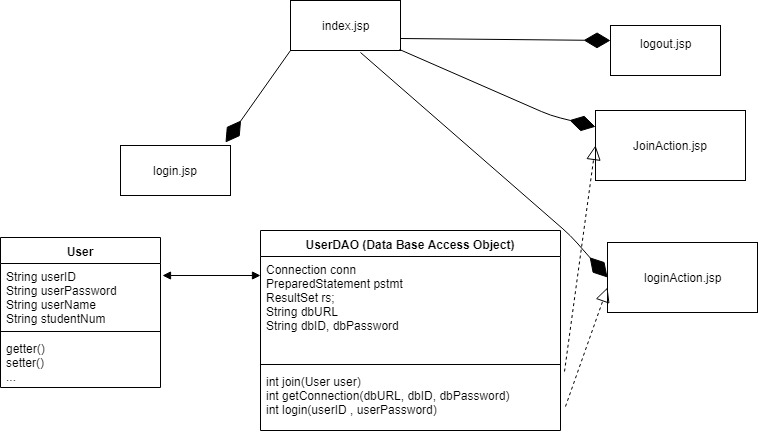 index.jsp
logout.jsp
login.jsp
JoinAction.jsp
loginAction.jsp
User
String userID
String userPassword
String userName
String studentNum
getter()
setter()
...
UserDAO (Data Base Access Object)
Connection conn
PreparedStatement pstmt
ResultSet rs;
String dbURL
String dbID, dbPassword
int join(User user)
int getConnection(dbURL, dbID, dbPassword)
int login(userID , userPassword)